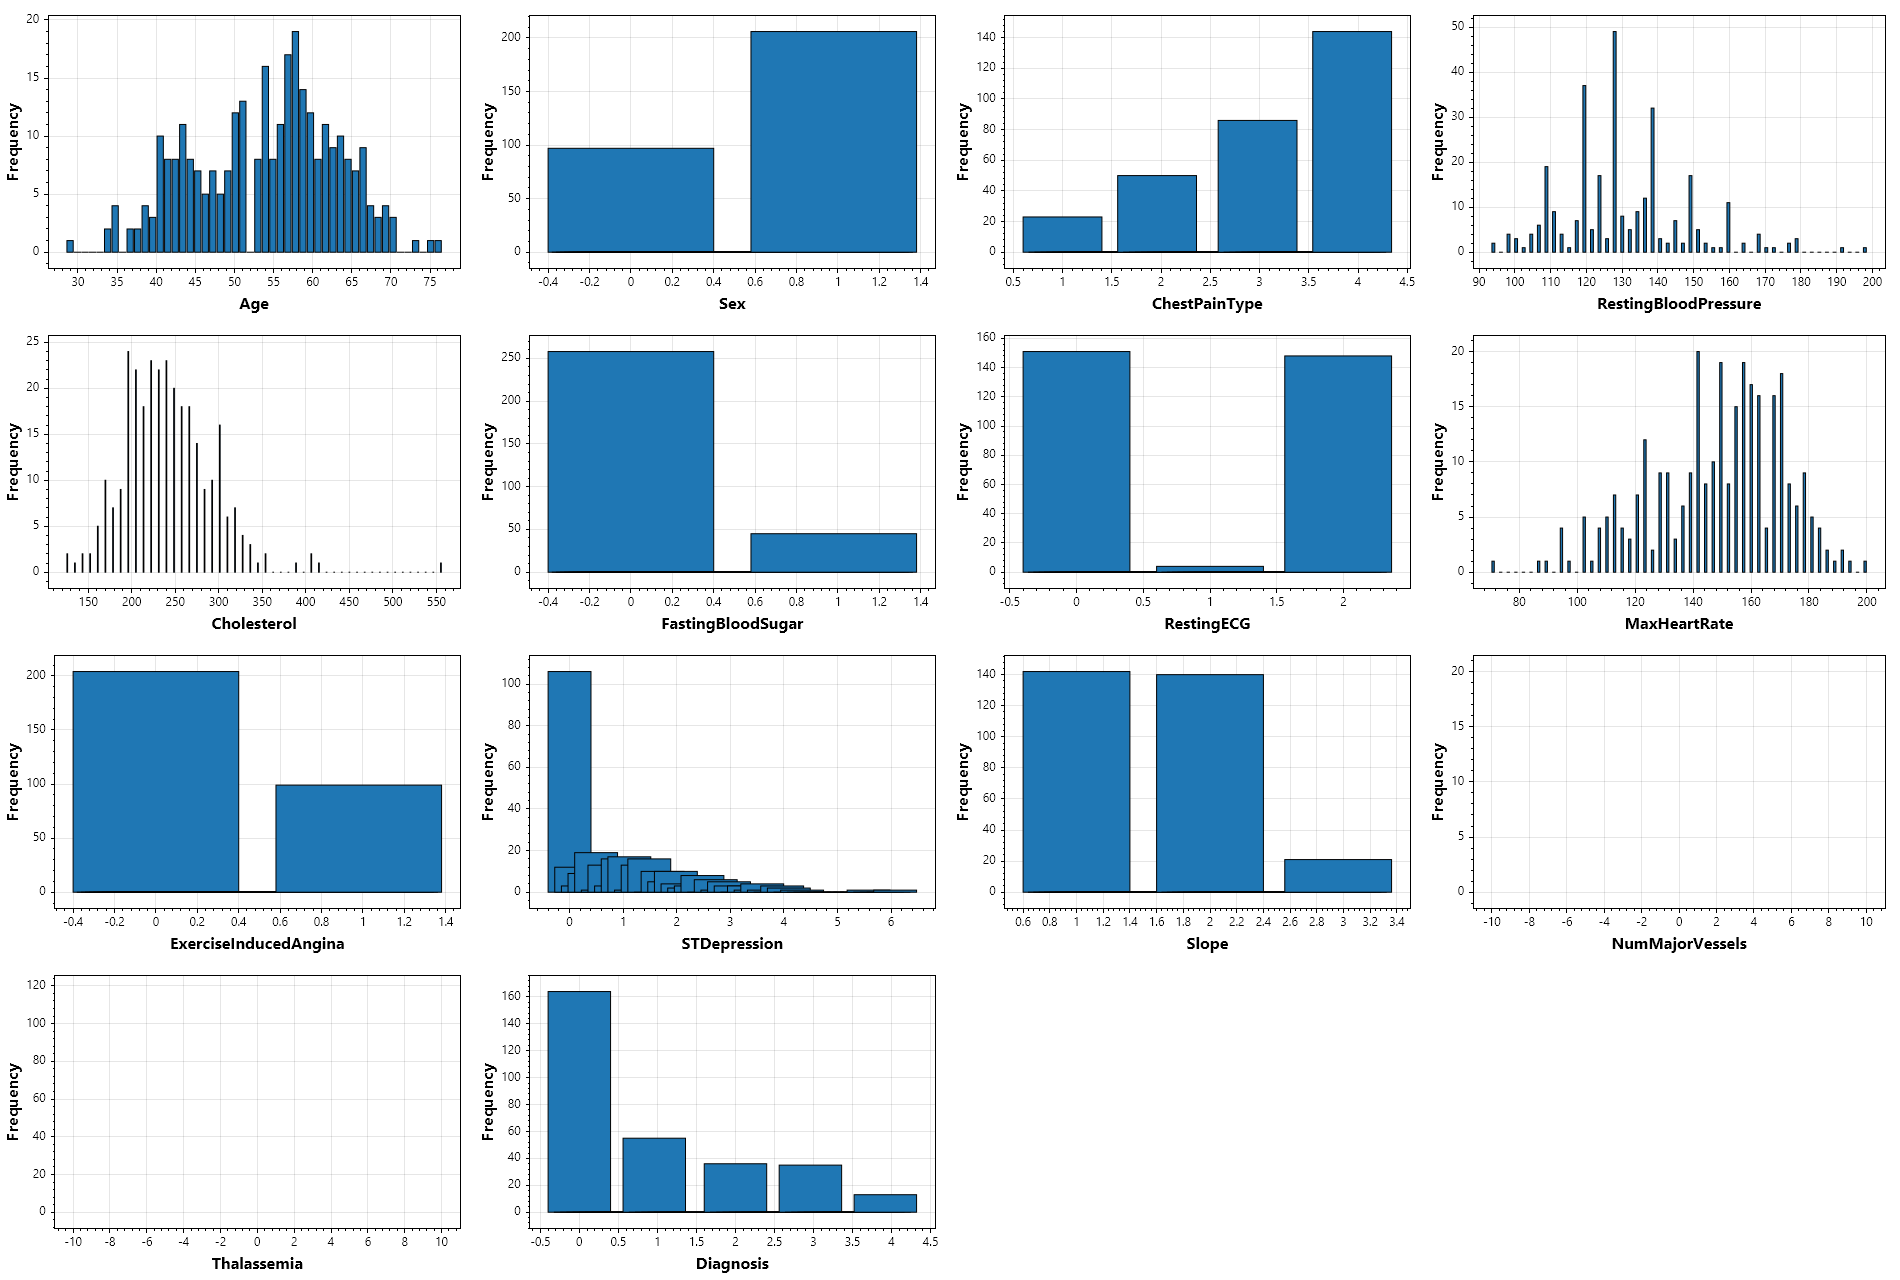 20
15
10
5
0
Frequency
30 35 40 45 50 55 60 65 70 75
Age
200
150
100
50
0
Frequency
-0.4 -0.2 0 0.2 0.4 0.6 0.8 1 1.2 1.4
Sex
140
120
100
80
60
40
20
0
Frequency
0.5 1 1.5 2 2.5 3 3.5 4 4.5
ChestPainType
50
40
30
20
10
0
Frequency
90 100 110 120 130 140 150 160 170 180 190 200
RestingBloodPressure
25
20
15
10
5
0
Frequency
150 200 250 300 350 400 450 500 550
Cholesterol
250
200
150
100
50
0
Frequency
-0.4 -0.2 0 0.2 0.4 0.6 0.8 1 1.2 1.4
FastingBloodSugar
160
140
120
100
80
60
40
20
0
Frequency
-0.5 0 0.5 1 1.5 2
RestingECG
20
15
10
5
0
Frequency
80 100 120 140 160 180 200
MaxHeartRate
200
150
100
50
0
Frequency
-0.4 -0.2 0 0.2 0.4 0.6 0.8 1 1.2 1.4
ExerciseInducedAngina
100
80
60
40
20
0
Frequency
0 1 2 3 4 5 6
STDepression
140
120
100
80
60
40
20
0
Frequency
0.6 0.8 1 1.2 1.4 1.6 1.8 2 2.2 2.4 2.6 2.8 3 3.2 3.4
Slope
20
15
10
5
0
Frequency
-10 -8 -6 -4 -2 0 2 4 6 8 10
NumMajorVessels
120
100
80
60
40
20
0
Frequency
-10 -8 -6 -4 -2 0 2 4 6 8 10
Thalassemia
160
140
120
100
80
60
40
20
0
Frequency
-0.5 0 0.5 1 1.5 2 2.5 3 3.5 4 4.5
Diagnosis